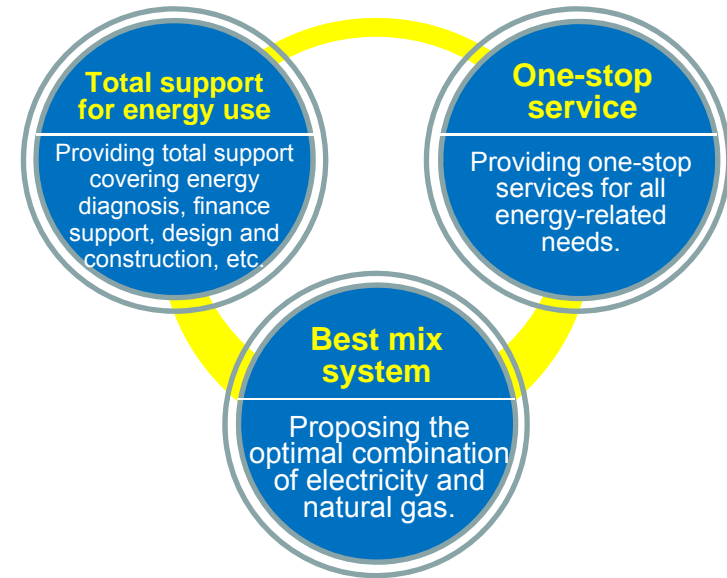 Total support
for energy use
Providing total support
covering energy
diagnosis, finance
support, design and
construction, etc.
One-stop
service
Providing one-stop
services for all
energy-related
needs.
Best mix
system
Proposing the
optimal combination
of electricity and
natural gas.